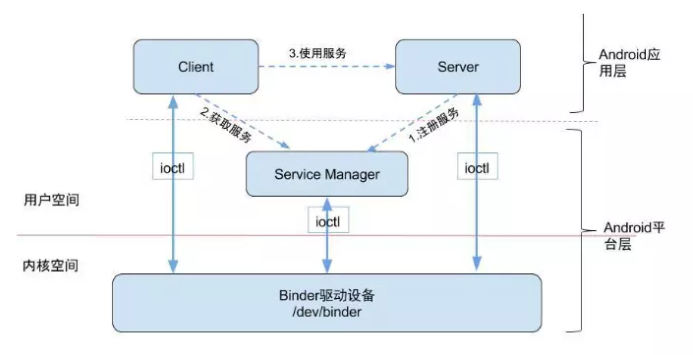 3.使用服务
Client
Server
Android应
用层
2.获取服务
1.注册服务
ioctl
Service Manager
ioctl
用户空间
ioctl
Android平
台层
内核空间
Binder驱动设备
/dev/binder